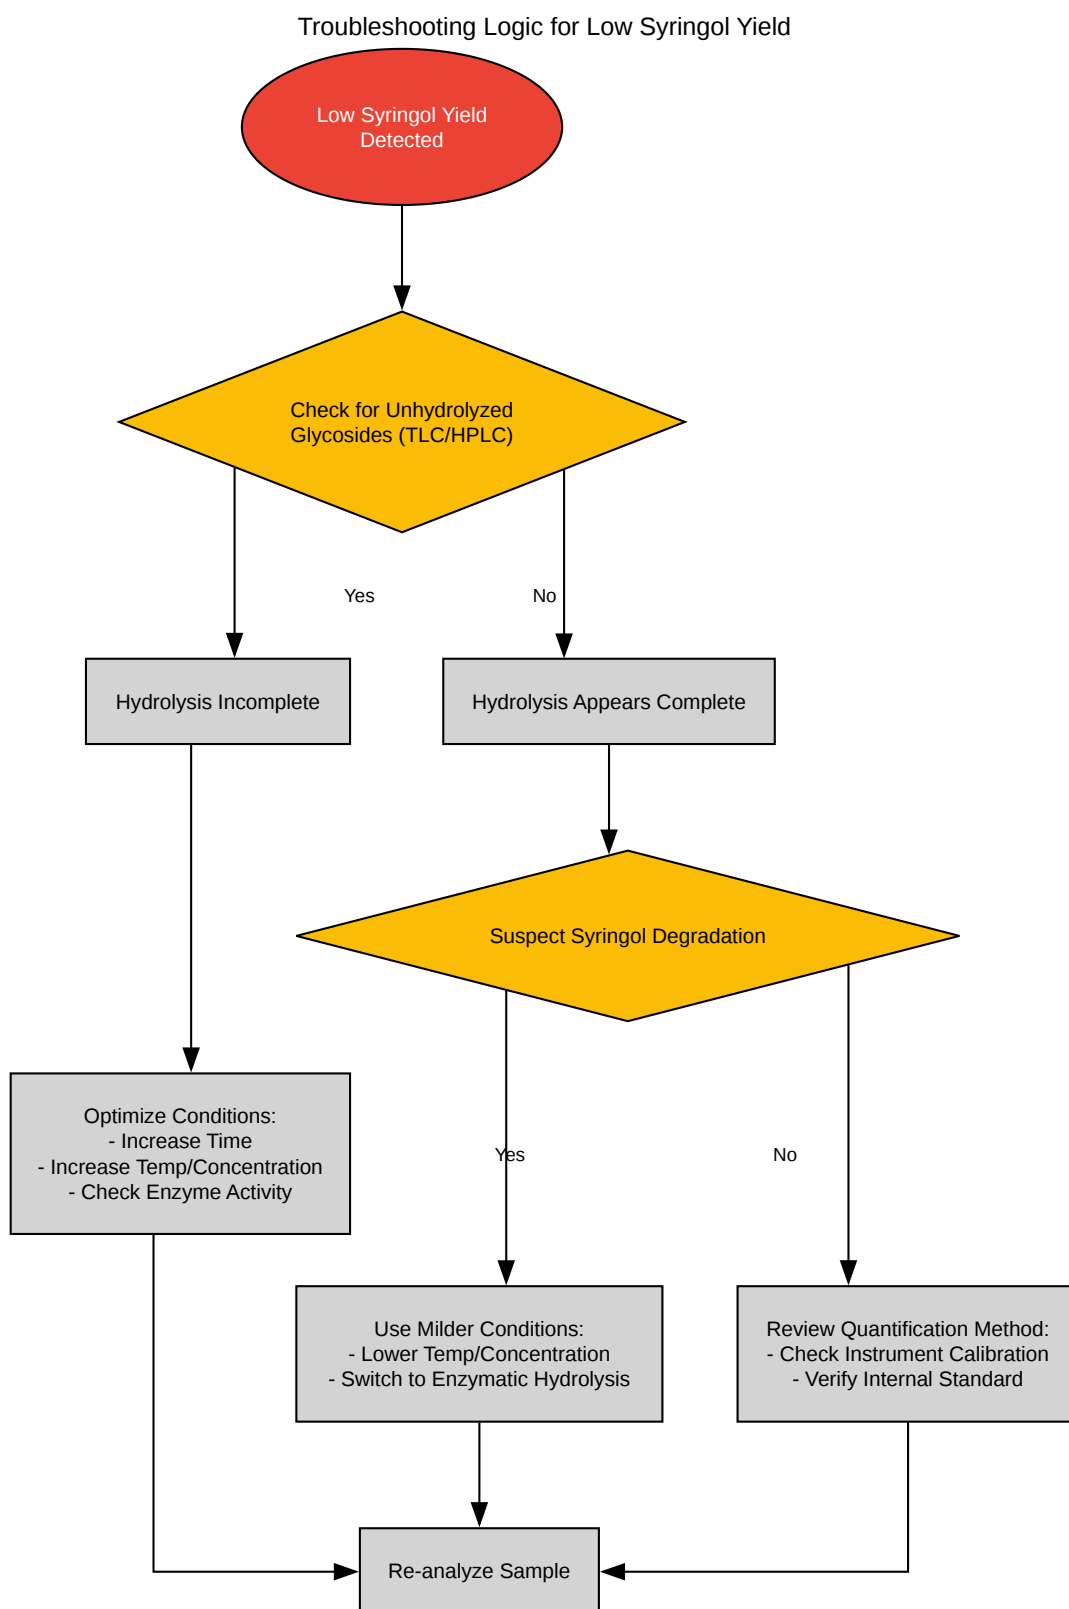 Troubleshooting Logic for Low Syringol Yield
Low Syringol Yield
Detected
Check for Unhydrolyzed
Glycosides (TLC/HPLC)
Yes
No
Hydrolysis Incomplete
Hydrolysis Appears Complete
Suspect Syringol Degradation
Optimize Conditions:
- Increase Time
- Increase Temp/Concentration
- Check Enzyme Activity
Yes
No
Use Milder Conditions:
- Lower Temp/Concentration
- Switch to Enzymatic Hydrolysis
Review Quantification Method:
- Check Instrument Calibration
- Verify Internal Standard
Re-analyze Sample